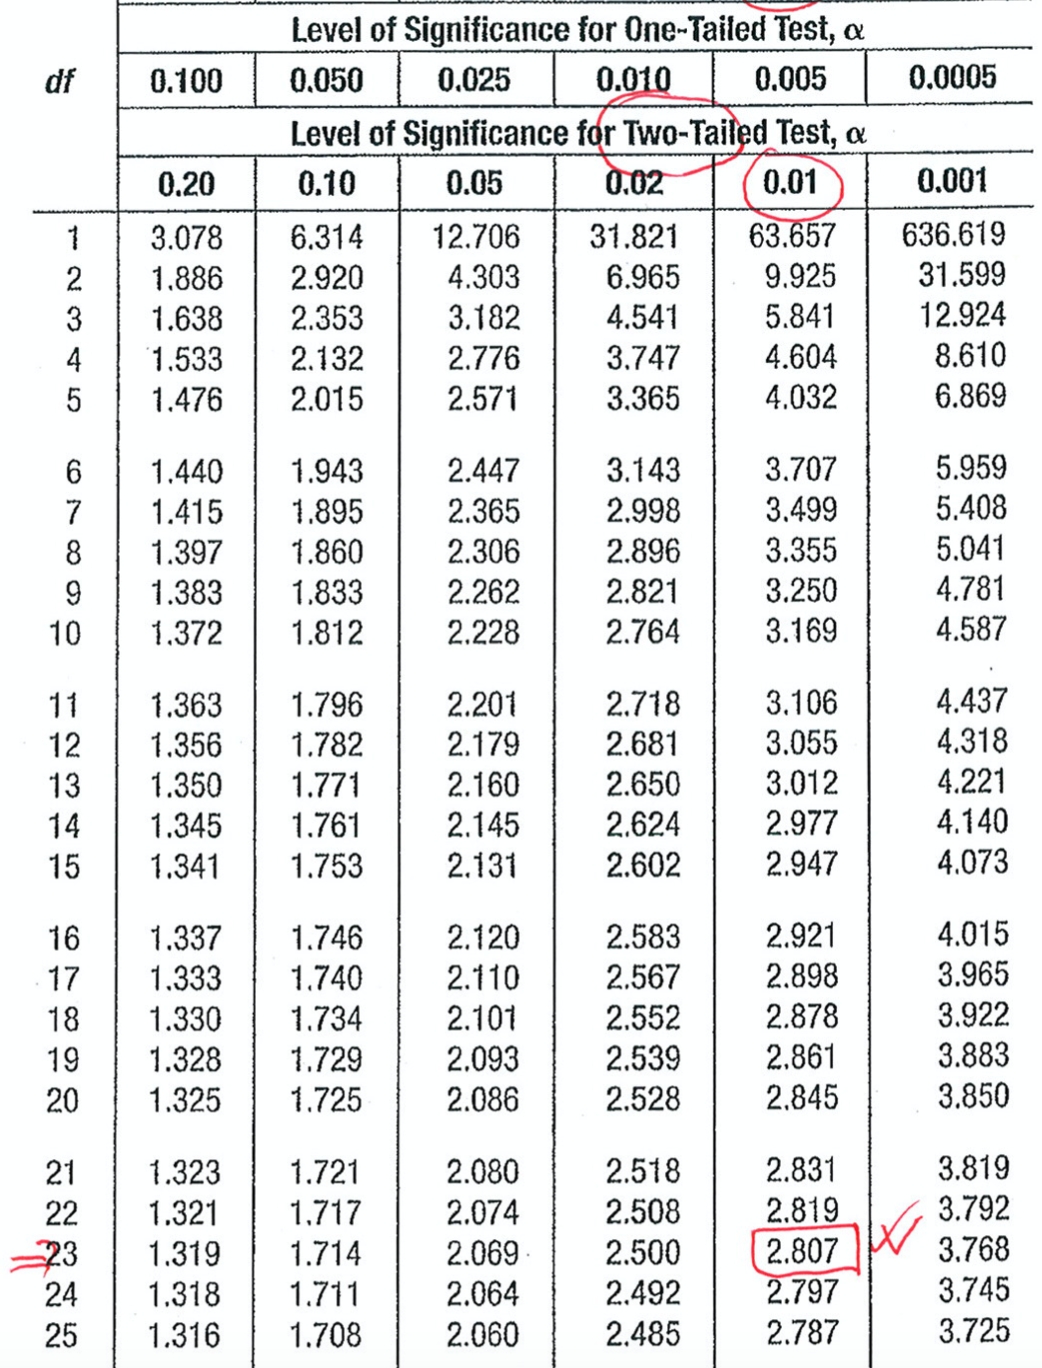 Level of Significance for One-Tailed Test, α
df 0.100 0.050 0.025 0.010 0.005 0.0005
Level of Significance for Two-Tailed Test, α
0.20 0.10 0.05 0.02 0.01 0.001
1 3.078 6.314 12.706 31.821 63.657 636.619
2 1.886 2.920 4.303 6.965 9.925 31.599
3 1.638 2.353 3.182 4.541 5.841 12.924
4 1.533 2.132 2.776 3.747 4.604 8.610
5 1.476 2.015 2.571 3.365 4.032 6.869
6 1.440 1.943 2.447 3.143 3.707 5.959
7 1.415 1.895 2.365 2.998 3.499 5.408
8 1.397 1.860 2.306 2.896 3.355 5.041
9 1.383 1.833 2.262 2.821 3.250 4.781
10 1.372 1.812 2.228 2.764 3.169 4.587
11 1.363 1.796 2.201 2.718 3.106 4.437
12 1.356 1.782 2.179 2.681 3.055 4.318
13 1.350 1.771 2.160 2.650 3.012 4.221
14 1.345 1.761 2.145 2.624 2.977 4.140
15 1.341 1.753 2.131 2.602 2.947 4.073
16 1.337 1.746 2.120 2.583 2.921 4.015
17 1.333 1.740 2.110 2.567 2.898 3.965
18 1.330 1.734 2.101 2.552 2.878 3.922
19 1.328 1.729 2.093 2.539 2.861 3.883
20 1.325 1.725 2.086 2.528 2.845 3.850
21 1.323 1.721 2.080 2.518 2.831 3.819
22 1.321 1.717 2.074 2.508 2.819 3.792
23 1.319 1.714 2.069 2.500 2.807 3.768
24 1.318 1.711 2.064 2.492 2.797 3.745
25 1.316 1.708 2.060 2.485 2.787 3.725